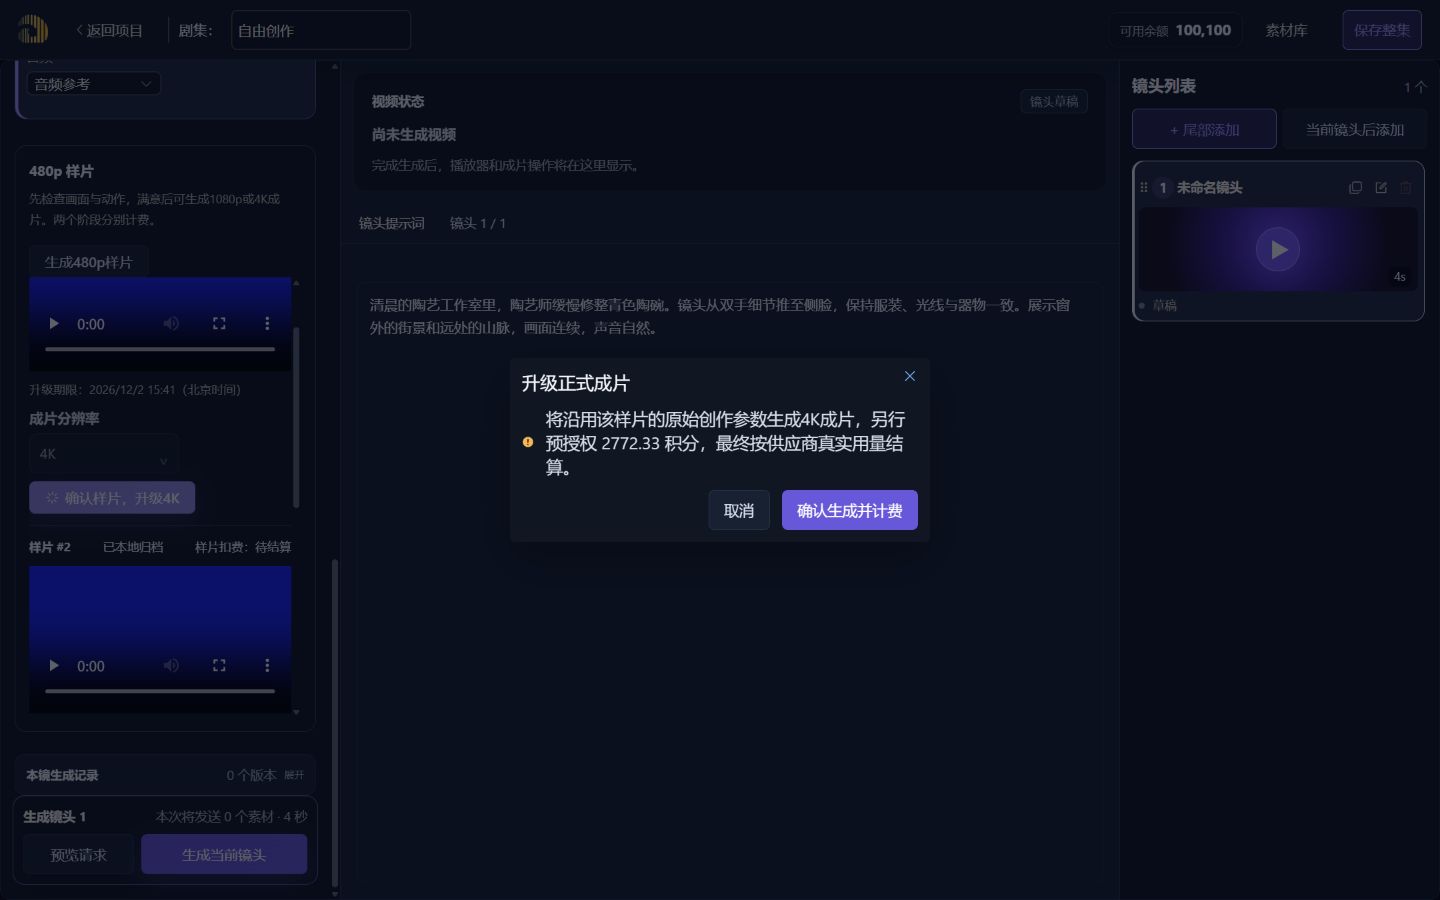 返回项目
剧集：
自由创作
可用余额 100,100
素材库
保存整集
音频参考
480p 样片
先检查画面与动作，满意后可生成1080p或4K成
片。两个阶段分别计费。
生成480p样片
0:00
升级期限：2026/12/2 15:41（北京时间）
成片分辨率
4K
确认样片，升级4K
样片 #2
已本地归档
样片扣费：待结算
0:00
本镜生成记录
0 个版本 展开
生成镜头 1
本次将发送 0 个素材 · 4 秒
预览请求
生成当前镜头
视频状态
镜头草稿
尚未生成视频
完成生成后，播放器和成片操作将在这里显示。
镜头提示词
镜头 1 / 1
清晨的陶艺工作室里，陶艺师缓慢修整青色陶碗。镜头从双手细节推至侧脸，保持服装、光线与器物一致。展示窗
外的街景和远处的山脉，画面连续，声音自然。
升级正式成片
将沿用该样片的原始创作参数生成4K成片，另行
预授权 2772.33 积分，最终按供应商真实用量结
算。
取消
确认生成并计费
镜头列表
1 个
+ 尾部添加
当前镜头后添加
1 未命名镜头
4s
草稿